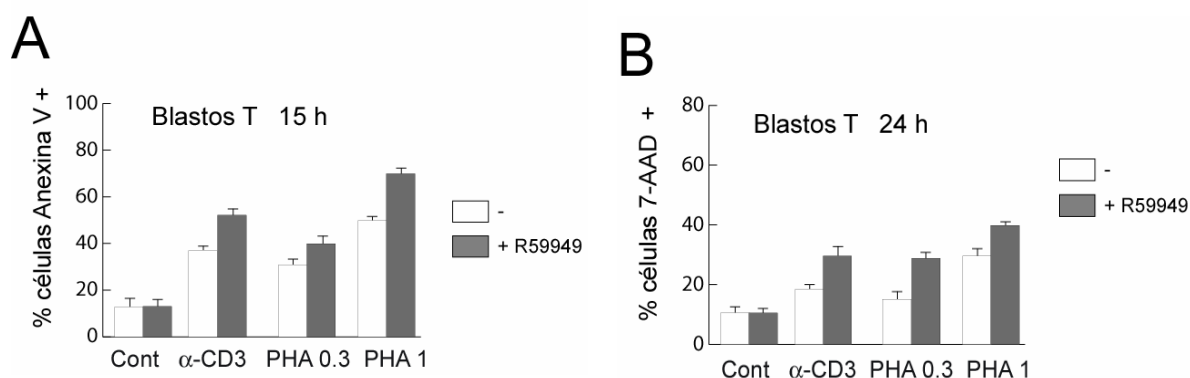 A
% células Anexina V +
100
80
60
40
20
0
Blastos T 15 h
-
+ R59949
Cont α-CD3 PHA 0.3 PHA 1
B
% células 7-AAD +
80
60
40
20
0
Blastos T 24 h
-
+ R59949
Cont α-CD3 PHA 0.3 PHA 1